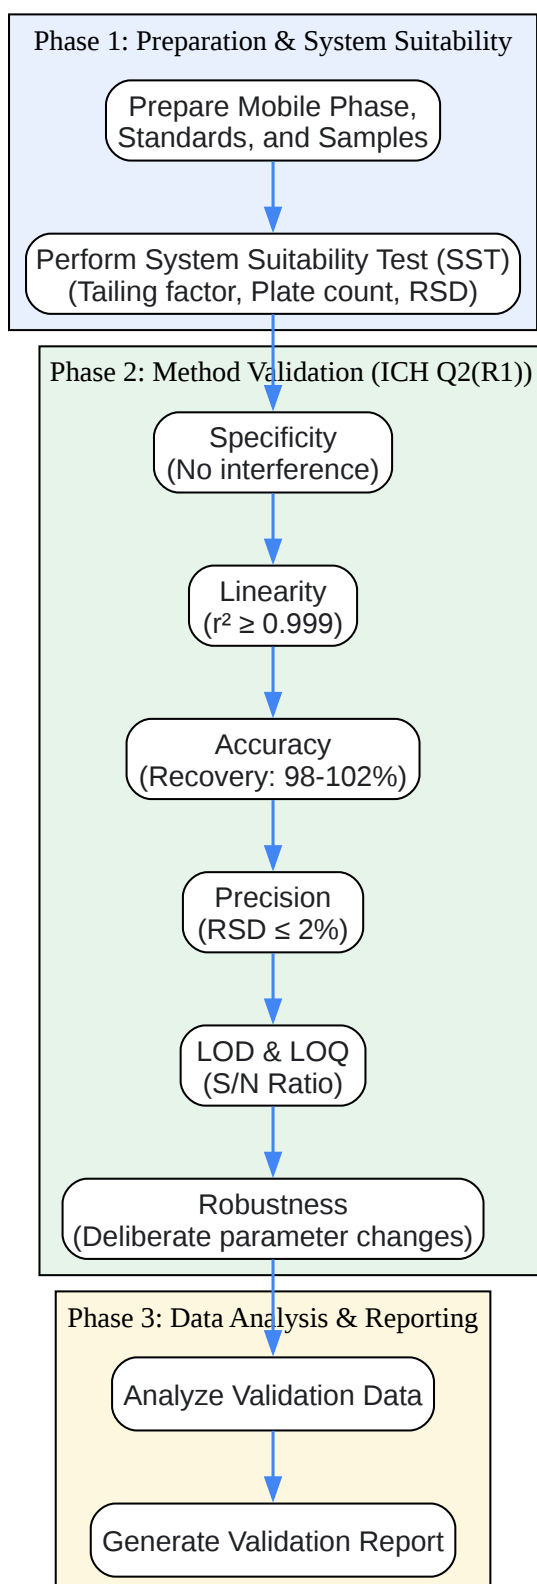 Phase 1: Preparation & System Suitability
Prepare Mobile Phase,
Standards, and Samples
Perform System Suitability Test (SST)
(Tailing factor, Plate count, RSD)
Phase 2: Method Validation (ICH Q2(R1))
Specificity
(No interference)
Linearity
(r² ≥ 0.999)
Accuracy
(Recovery: 98-102%)
Precision
(RSD ≤ 2%)
LOD & LOQ
(S/N Ratio)
Robustness
(Deliberate parameter changes)
Phase 3: Data Analysis & Reporting
Analyze Validation Data
Generate Validation Report